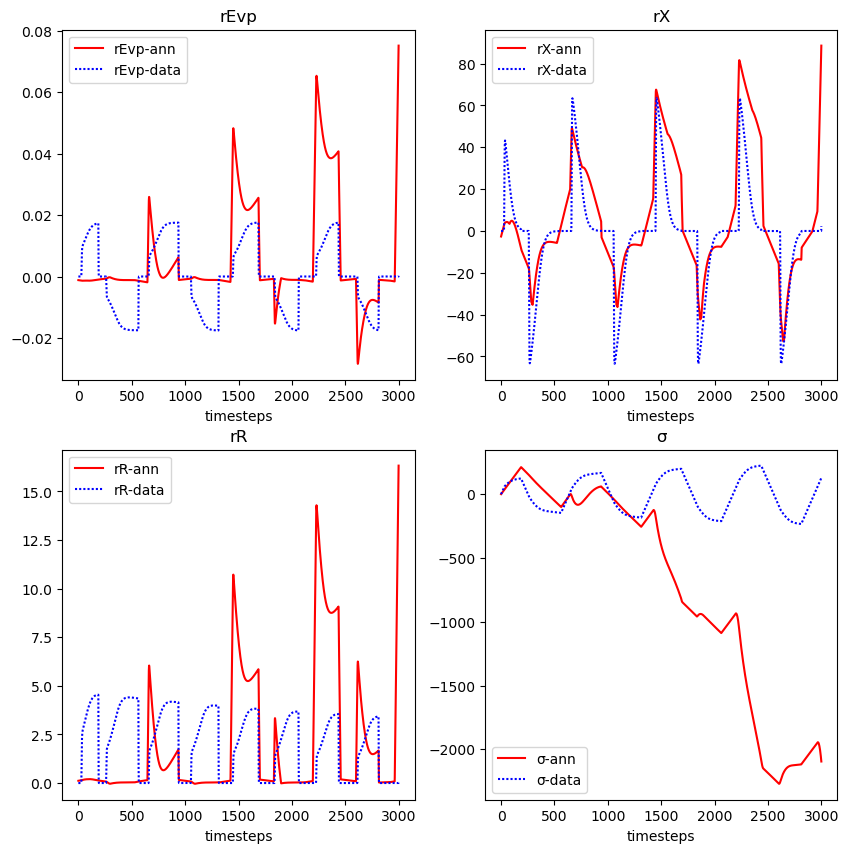 rEvp
rEvp-ann
rEvp-data
0.08
0.06
0.04
0.02
0.00
−0.02
0 500 1000 1500 2000 2500 3000
timesteps
rX
rX-ann
rX-data
80
60
40
20
0
−20
−40
−60
0 500 1000 1500 2000 2500 3000
timesteps
rR
rR-ann
rR-data
15.0
12.5
10.0
7.5
5.0
2.5
0.0
0 500 1000 1500 2000 2500 3000
timesteps
σ
0
−500
−1000
−1500
−2000
σ-ann
σ-data
0 500 1000 1500 2000 2500 3000
timesteps